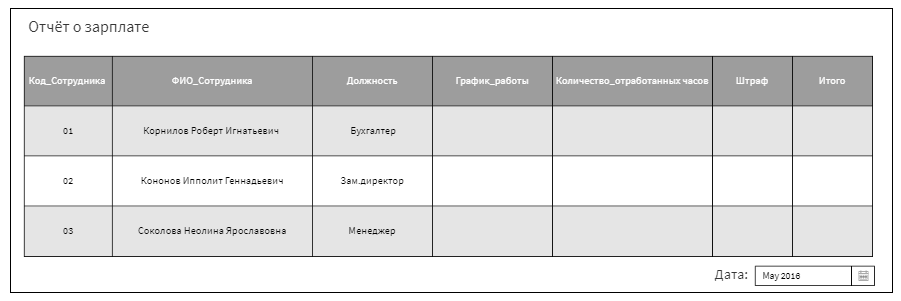 Отчёт о зарплате
Код_Сотрудника ФИО_Сотрудника Должность График_работы Количество_отработанных часов Штраф Итого
01 Корнилов Роберт Игнатьевич Бухгалтер
02 Кононов Ипполит Геннадьевич Зам.директор
03 Соколова Неолина Ярославовна Менеджер
Дата: May 2016